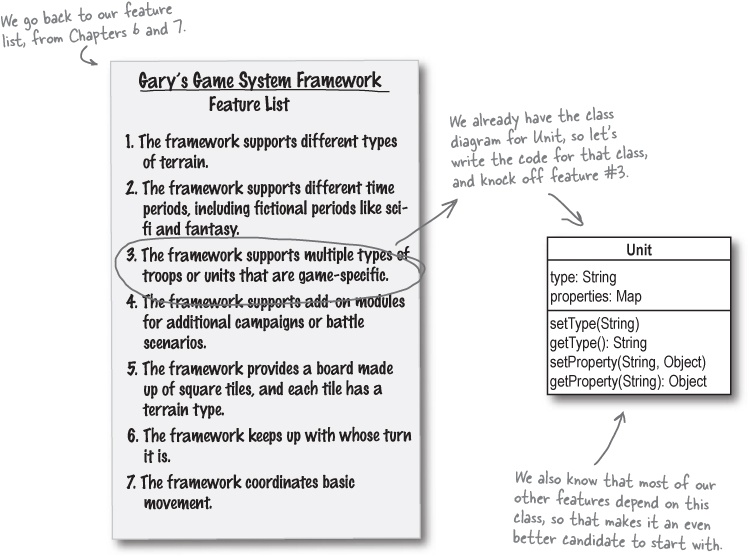 We go back to our feature
list, from Chapters 6 and 7.
Gary's Game System Framework
Feature List
1. The framework supports different types
of terrain.
2. The framework supports different time
periods, including fictional periods like sci-
fi and fantasy.
3. The framework supports multiple types of
troops or units that are game-specific.
4. The framework supports add-on modules
for additional campaigns or battle
scenarios.
5. The framework provides a board made
up of square tiles, and each tile has a
terrain type.
6. The framework keeps up with whose turn
it is.
7. The framework coordinates basic
movement.
We already have the class
diagram for Unit, so let's
write the code for that class,
and knock off feature #3.
Unit
type: String
properties: Map
setType(String)
getType(): String
setProperty(String, Object)
getProperty(String): Object
We also know that most of our
other features depend on this
class, so that makes it an even
better candidate to start with.